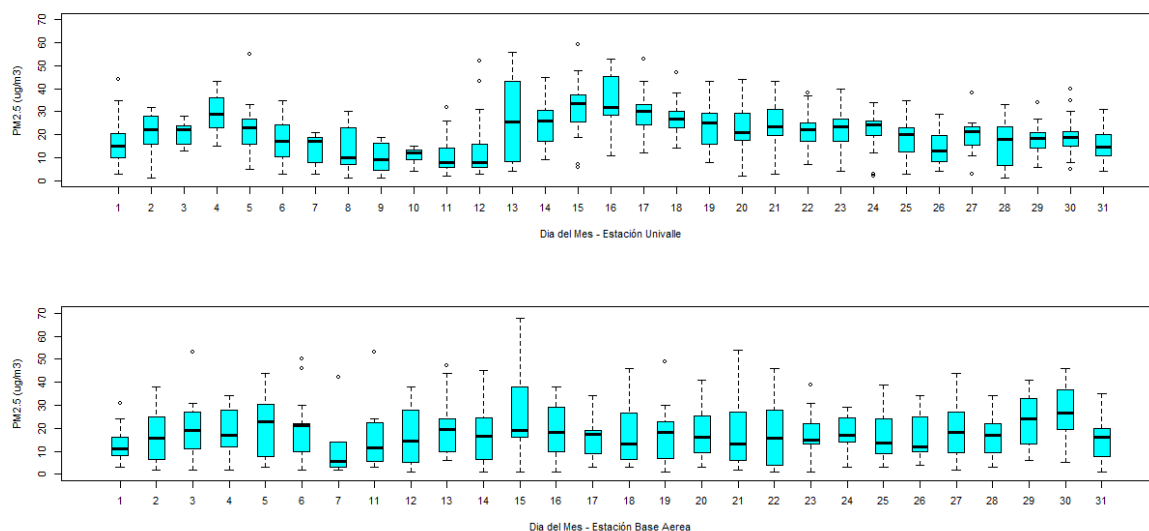 70
60
50
40
30
20
10
0
PM2.5 (ug/m3)
1 2 3 4 5 6 7 8 9 10 11 12 13 14 15 16 17 18 19 20 21 22 23 24 25 26 27 28 29 30 31
Dia del Mes - Estación Univalle
70
60
50
40
30
20
10
0
PM2.5 (ug/m3)
1 2 3 4 5 6 7 11 12 13 14 15 16 17 18 19 20 21 22 23 24 25 26 27 28 29 30 31
Dia del Mes - Estación Base Aerea